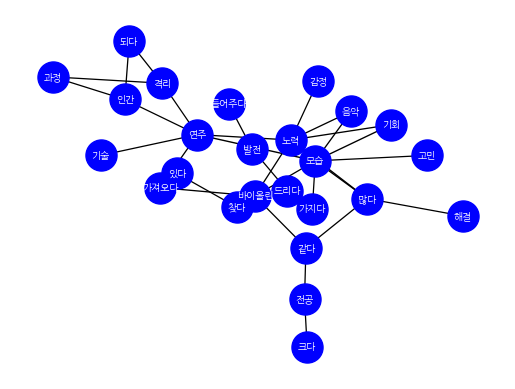 되다
과정
격리
감정
인간
들어주다
음악
기회
연주
노력
발전
기술
고민
모습
있다
가져오다
드리다
바이올린
많다
찾다
가지다
해결
같다
전공
크다